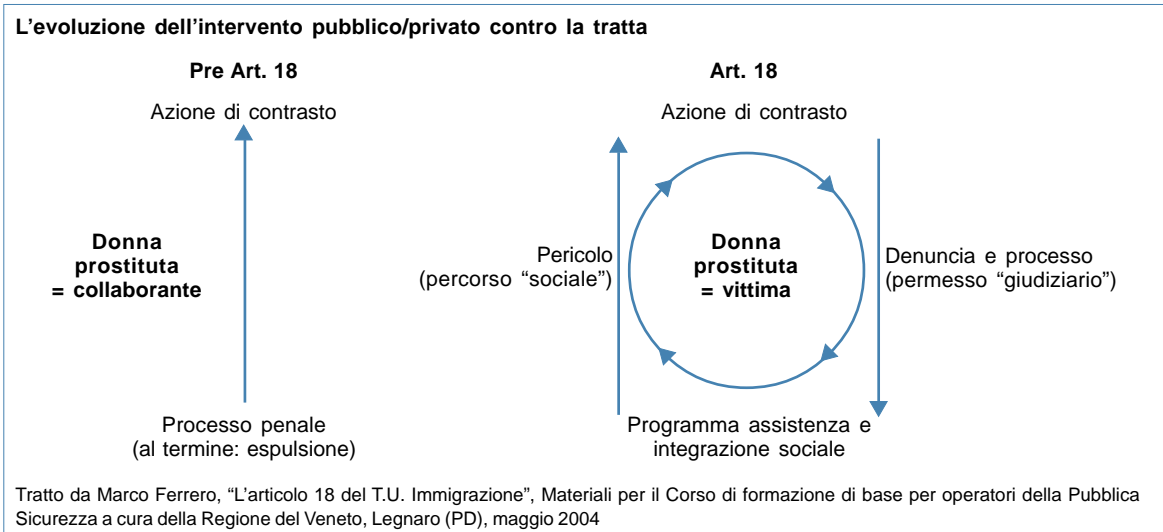 L'evoluzione dell'intervento pubblico/privato contro la tratta
Pre Art. 18
Azione di contrasto
Donna
prostituta
= collaborante
Processo penale
(al termine: espulsione)
Art. 18
Azione di contrasto
Pericolo
(percorso “sociale”)
Donna
prostituta
= vittima
Denuncia e processo
(permesso “giudiziario”)
Programma assistenza e
integrazione sociale
Tratto da Marco Ferrero, “L'articolo 18 del T.U. Immigrazione”, Materiali per il Corso di formazione di base per operatori della Pubblica
Sicurezza a cura della Regione del Veneto, Legnaro (PD), maggio 2004